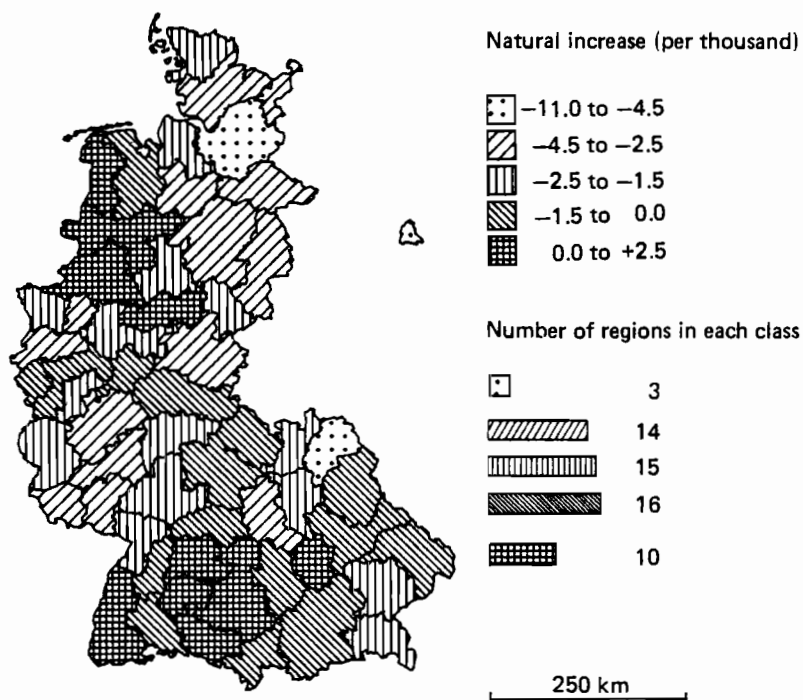 Natural increase (per thousand)
−11.0 to −4.5
−4.5 to −2.5
−2.5 to −1.5
−1.5 to 0.0
0.0 to +2.5
Number of regions in each class
3
14
15
16
10
250 km